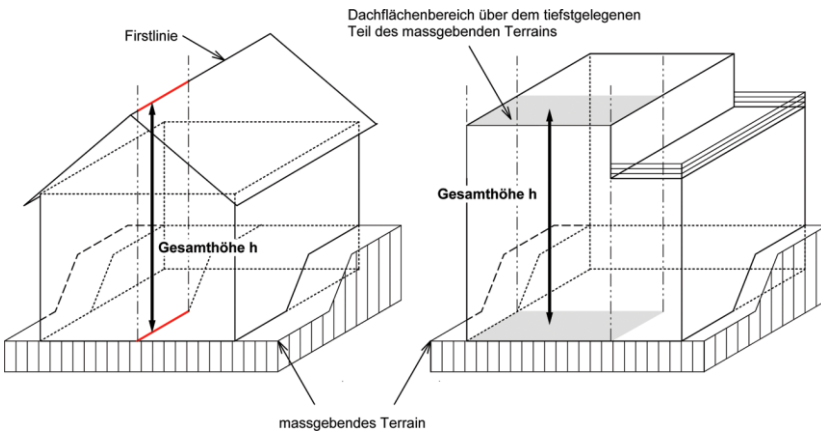 Firstlinie
Dachflächenbereich über dem tiefstgelegenen
Teil des massgebenden Terrains
Gesamthöhe h
Gesamthöhe h
massgebendes Terrain